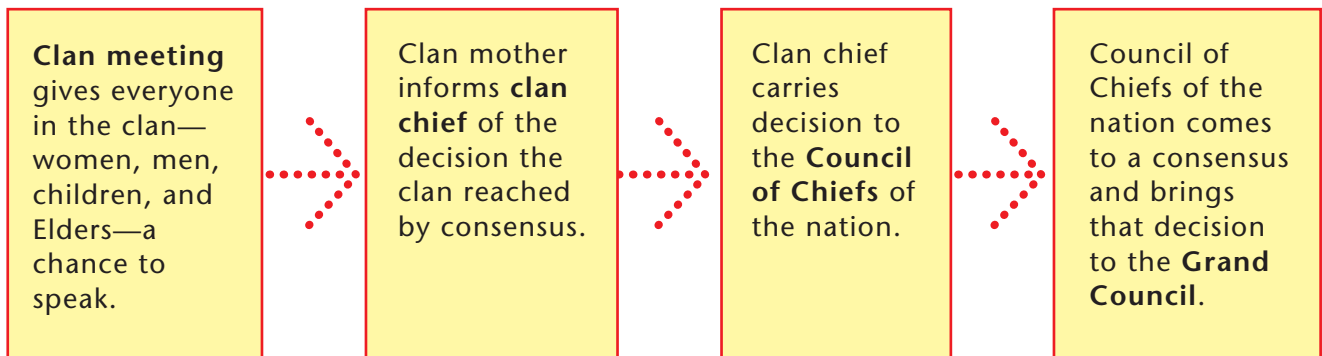 Clan meeting
gives everyone
in the clan—
women, men,
children, and
Elders—a
chance to
speak.
Clan mother
informs clan
chief of the
decision the
clan reached
by consensus.
Clan chief
carries
decision to
the Council
of Chiefs of
the nation.
Council of
Chiefs of the
nation comes
to a consensus
and brings
that decision
to the Grand
Council.